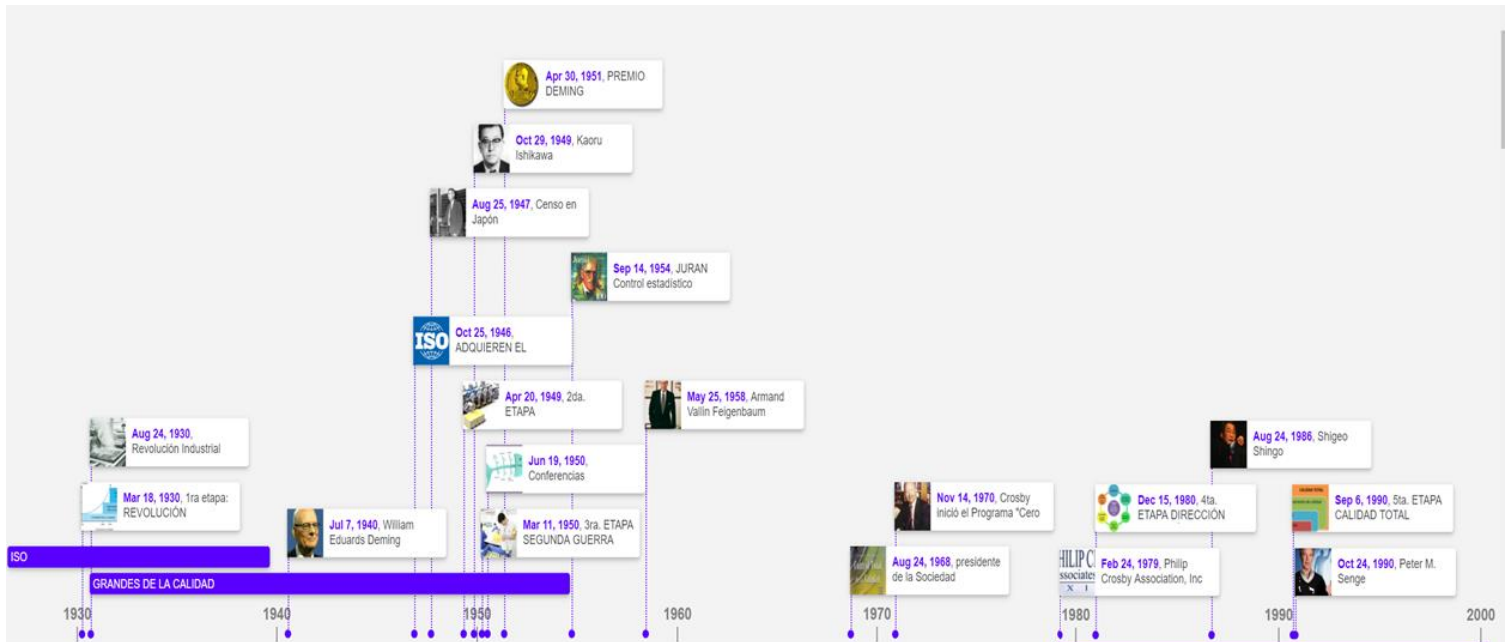 Apr 30, 1951, PREMIO
DEMING
Oct 29, 1949, Kaoru
Ishikawa
Aug 25, 1947, Censo en
Japón
Sep 14, 1954, JURAN
Control estadístico
ISO
Oct 25, 1946,
ADQUIEREN EL
Apr 20, 1949, 2da.
ETAPA
May 25, 1958, Armand
Vallin Feigenbaum
Aug 24, 1930,
Revolución Industrial
Jun 19, 1950,
Conferencias
Aug 24, 1986, Shigeo
Shingo
Mar 18, 1930, 1ra etapa:
REVOLUCIÓN
Jul 7, 1940, William
Eduards Deming
Mar 11, 1950, 3ra. ETAPA
SEGUNDA GUERRA
Nov 14, 1970, Crosby
inició el Programa "Cero
Dec 15, 1980, 4ta.
ETAPA DIRECCIÓN
CALIDAD TOTAL
Sep 6, 1990, 5ta. ETAPA
CALIDAD TOTAL
Aug 24, 1968, presidente
de la Sociedad
HILIP C
ssociates
X I
Feb 24, 1979, Philip
Crosby Association, Inc
Oct 24, 1990, Peter M.
Senge
ISO
GRANDES DE LA CALIDAD
1930
1940
1950
1960
1970
1980
1990
2000